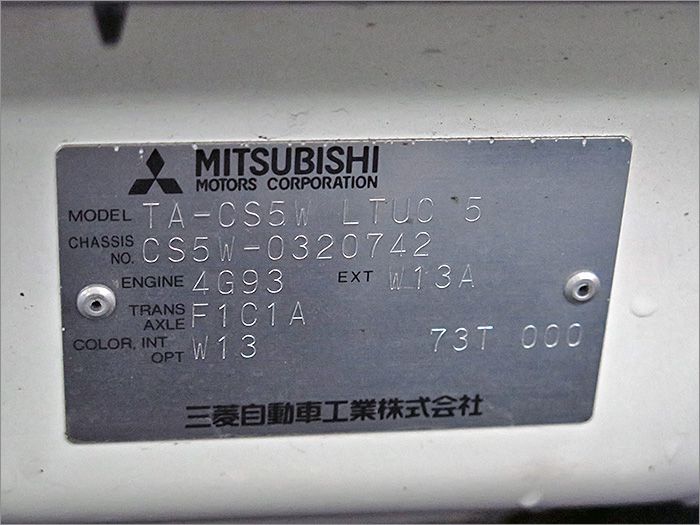 MITSUBISHI
MOTORS CORPORATION
MODEL TA-CS5W LTUC 5
CHASSIS NO. CS5W-0320742
ENGINE 4G93 EXT W13A
TRANS AXLE F1C1A
COLOR, INT OPT W13 73T 000
三菱自動車工業株式会社